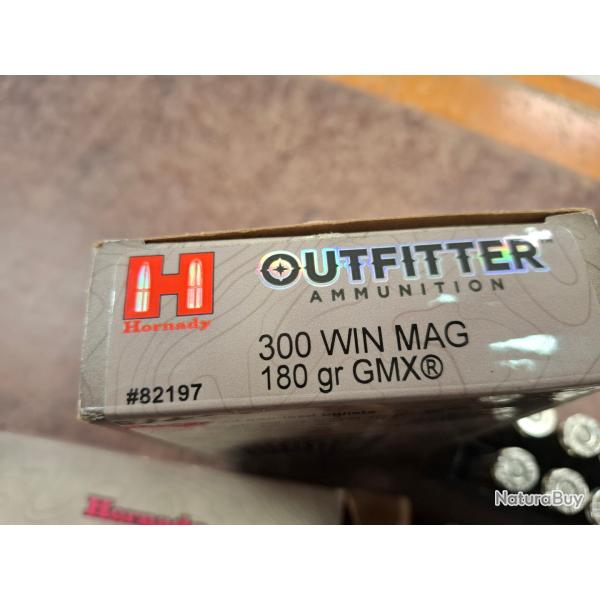 OUTFITTER
AMMUNITION
Hornady
300 WIN MAG
180 gr GMX®
#82197
Hornady
NaturaBuy